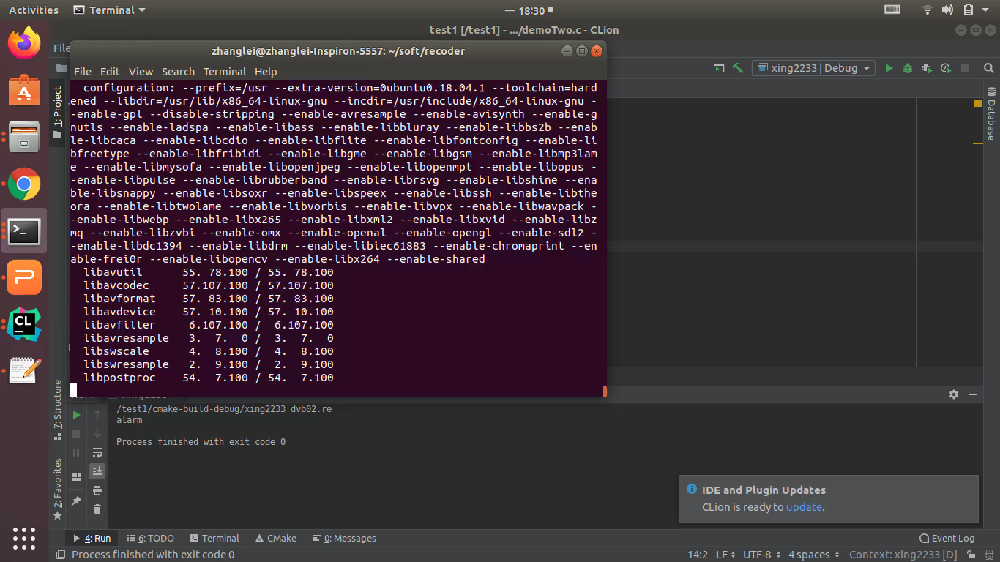 Activities Terminal 18:30
test1 [/test1] - .../demoTwo.c - CLion
File
zhanglei@zhanglei-Inspiron-5557: ~/soft/recoder
File Edit View Search Terminal Help
xing2233 | Debug
configuration: --prefix=/usr --extra-version=0ubuntu0.18.04.1 --toolchain=hard
ened --libdir=/usr/lib/x86_64-linux-gnu --incdir=/usr/include/x86_64-linux-gnu -
-enable-gpl --disable-stripping --enable-avresample --enable-avisynth --enable-g
nutls --enable-ladspa --enable-libass --enable-libbluray --enable-libbs2b --enab
le-libcaca --enable-libcdio --enable-libflite --enable-libfontconfig --enable-li
bfreetype --enable-libfribidi --enable-libgme --enable-libgsm --enable-libmp3lam
e --enable-libmysofa --enable-libopenjpeg --enable-libopenmpt --enable-libopus -
-enable-libpulse --enable-librubberband --enable-librsvg --enable-libshine --ena
ble-libsnappy --enable-libsoxr --enable-libspeex --enable-libssh --enable-libthe
ora --enable-libtwolame --enable-libvorbis --enable-libvpx --enable-libwavpack -
-enable-libwebp --enable-libx265 --enable-libxml2 --enable-libxvid --enable-libz
mq --enable-libzvbi --enable-omx --enable-openal --enable-opengl --enable-sdl2 -
-enable-libdc1394 --enable-libdrm --enable-libiec61883 --enable-chromaprint --en
able-frei0r --enable-libopencv --enable-libx264 --enable-shared
libavutil 55. 78.100 / 55. 78.100
libavcodec 57.107.100 / 57.107.100
libavformat 57. 83.100 / 57. 83.100
libavdevice 57. 10.100 / 57. 10.100
libavfilter 6.107.100 / 6.107.100
libavresample 3. 7. 0 / 3. 7. 0
libswscale 4. 8.100 / 4. 8.100
libswresample 2. 9.100 / 2. 9.100
libpostproc 54. 7.100 / 54. 7.100
1: Project
7: Structure
2: Favorites
Database
CL
/test1/cmake-build-debug/xing2233 dvb02.re
alarm
Process finished with exit code 0
IDE and Plugin Updates
CLion is ready to update.
4: Run 6: TODO Terminal CMake 0: Messages Event Log
Process finished with exit code 0 14:2 LF UTF-8 4 spaces Context: xing2233 [D]